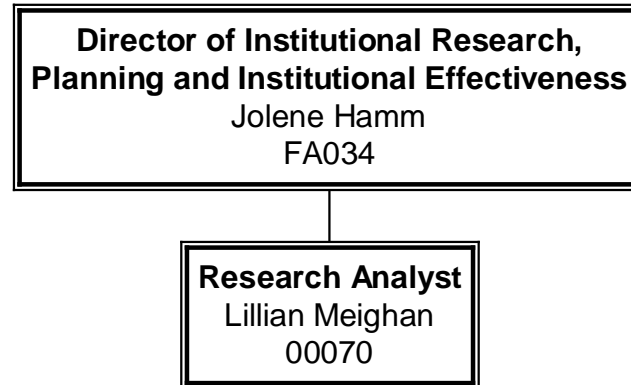 Director of Institutional Research,
Planning and Institutional Effectiveness
Jolene Hamm
FA034
Research Analyst
Lillian Meighan
00070